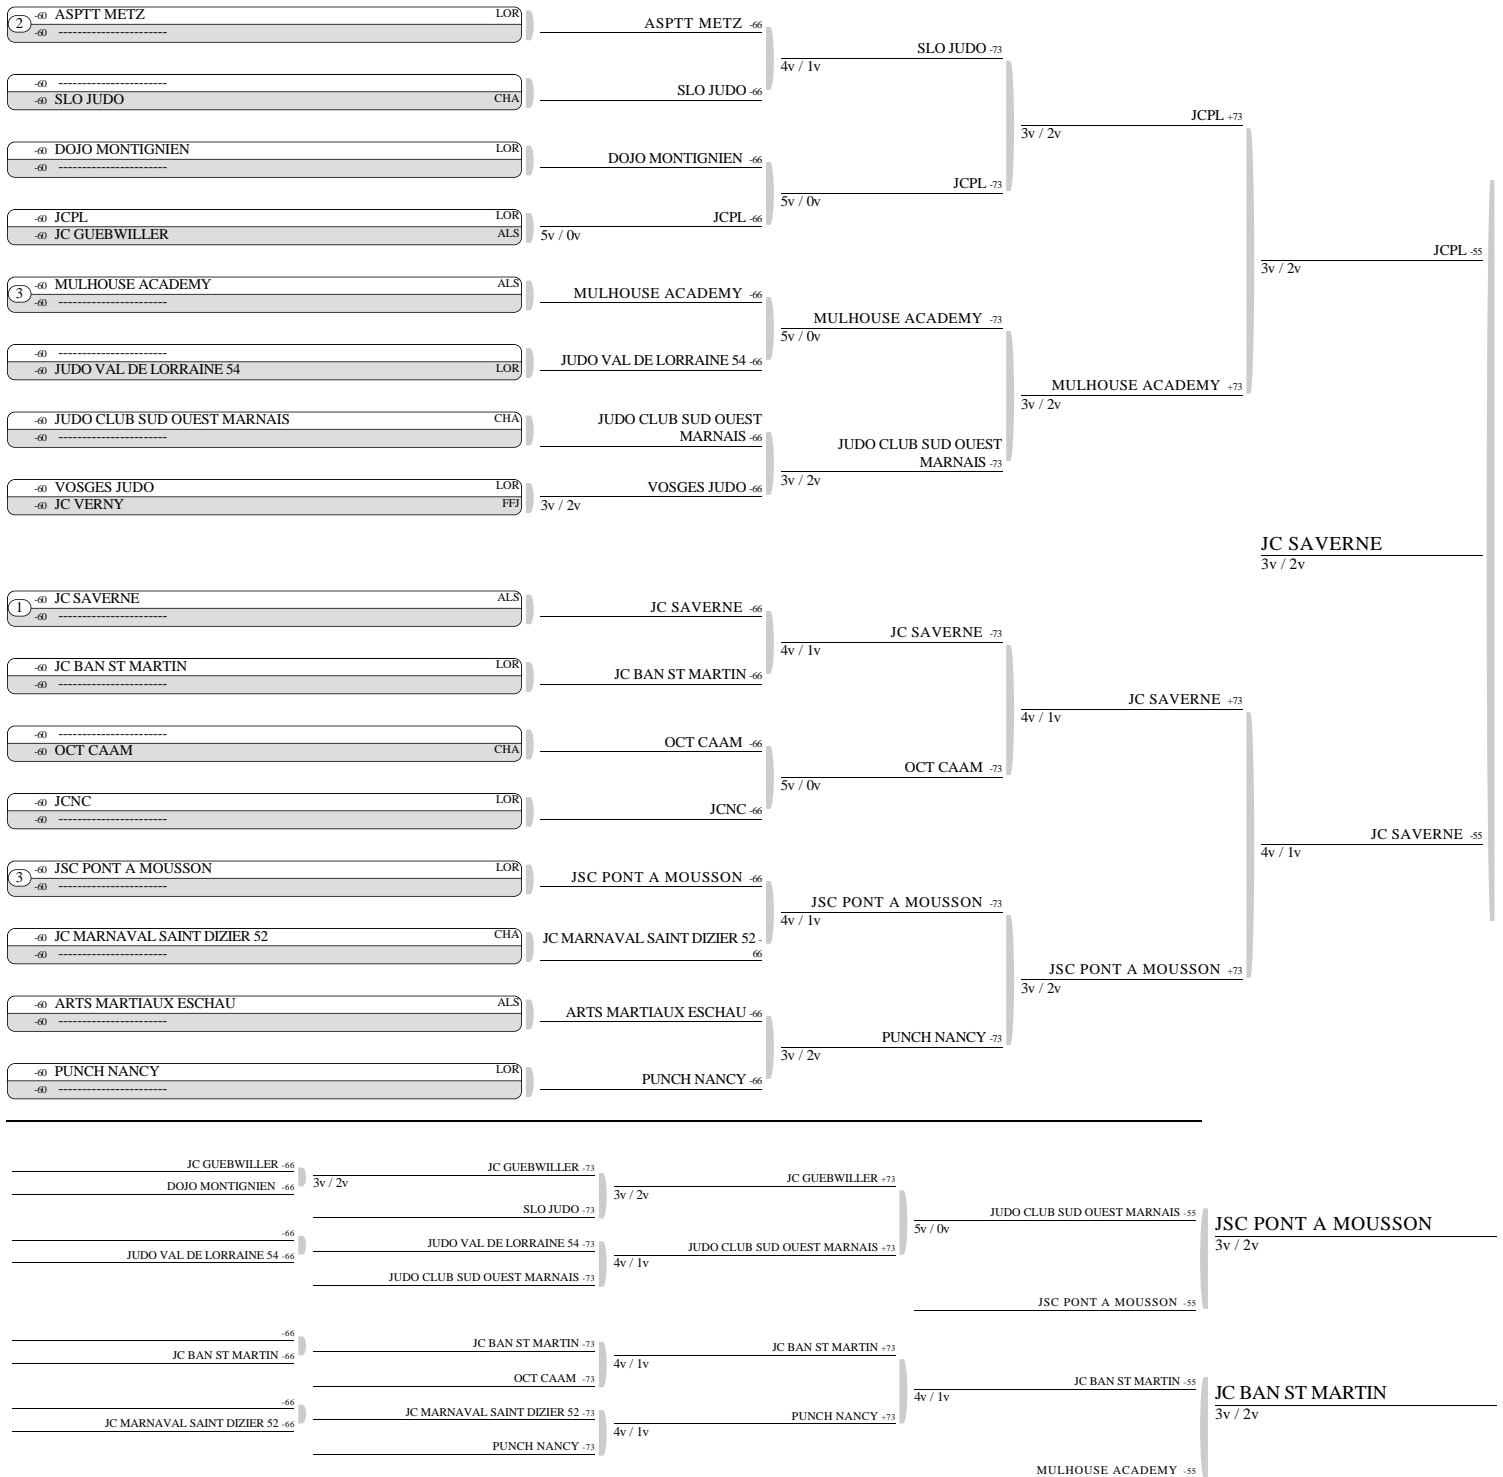 2
-60 ASPTT METZ LOR
-60 -----------------------
-60 -----------------------
-60 SLO JUDO CHA
-60 DOJO MONTIGNIEN LOR
-60 -----------------------
-60 JCPL LOR
-60 JC GUEBWILLER ALS
3
-60 MULHOUSE ACADEMY ALS
-60 -----------------------
-60 -----------------------
-60 JUDO VAL DE LORRAINE 54 LOR
-60 JUDO CLUB SUD OUEST MARNAIS CHA
-60 -----------------------
-60 VOSGES JUDO LOR
-60 JC VERNY FFJ
1
-60 JC SAVERNE ALS
-60 -----------------------
-60 JC BAN ST MARTIN LOR
-60 -----------------------
-60 -----------------------
-60 OCT CAAM CHA
-60 JCNC LOR
-60 -----------------------
3
-60 JSC PONT A MOUSSON LOR
-60 -----------------------
-60 JC MARNAVAL SAINT DIZIER 52 CHA
-60 -----------------------
-60 ARTS MARTIAUX ESCHAU ALS
-60 -----------------------
-60 PUNCH NANCY LOR
-60 -----------------------
ASPTT METZ -66
SLO JUDO -66
DOJO MONTIGNIEN -66
JCPL -66
5v / 0v
MULHOUSE ACADEMY -66
JUDO VAL DE LORRAINE 54 -66
JUDO CLUB SUD OUEST
MARNAIS -66
VOSGES JUDO -66
3v / 2v
JC SAVERNE -66
JC BAN ST MARTIN -66
OCT CAAM -66
JCNC -66
JSC PONT A MOUSSON -66
JC MARNAVAL SAINT DIZIER 52 -
66
ARTS MARTIAUX ESCHAU -66
PUNCH NANCY -66
SLO JUDO -73
4v / 1v
JCPL -73
5v / 0v
MULHOUSE ACADEMY -73
5v / 0v
JUDO CLUB SUD OUEST
MARNAIS -73
3v / 2v
JC SAVERNE -73
4v / 1v
OCT CAAM -73
5v / 0v
JSC PONT A MOUSSON -73
4v / 1v
PUNCH NANCY -73
3v / 2v
JCPL +73
3v / 2v
MULHOUSE ACADEMY +73
3v / 2v
JC SAVERNE +73
4v / 1v
JSC PONT A MOUSSON +73
3v / 2v
JCPL -55
3v / 2v
JC SAVERNE
3v / 2v
JC SAVERNE -55
4v / 1v
JC GUEBWILLER -66
DOJO MONTIGNIEN -66
-66
JUDO VAL DE LORRAINE 54 -66
-66
JC BAN ST MARTIN -66
-66
JC MARNAVAL SAINT DIZIER 52 -66
JC GUEBWILLER -73
3v / 2v
SLO JUDO -73
JUDO VAL DE LORRAINE 54 -73
JUDO CLUB SUD OUEST MARNAIS -73
JC BAN ST MARTIN -73
OCT CAAM -73
JC MARNAVAL SAINT DIZIER 52 -73
PUNCH NANCY -73
JC GUEBWILLER +73
3v / 2v
JUDO CLUB SUD OUEST MARNAIS +73
4v / 1v
JC BAN ST MARTIN +73
4v / 1v
PUNCH NANCY +73
4v / 1v
JUDO CLUB SUD OUEST MARNAIS -55
5v / 0v
JSC PONT A MOUSSON -55
JC BAN ST MARTIN -55
4v / 1v
MULHOUSE ACADEMY -55
JSC PONT A MOUSSON
3v / 2v
JC BAN ST MARTIN
3v / 2v